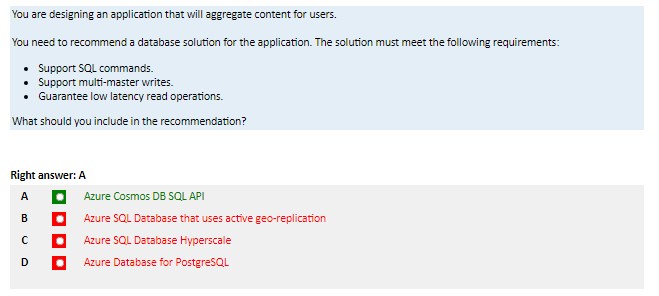 You are designing an application that will aggregate content for users.
You need to recommend a database solution for the application. The solution must meet the following requirements:
• Support SQL commands.
• Support multi-master writes.
• Guarantee low latency read operations.
What should you include in the recommendation?
Right answer: A
A Azure Cosmos DB SQL API
B Azure SQL Database that uses active geo-replication
C Azure SQL Database Hyperscale
D Azure Database for PostgreSQL